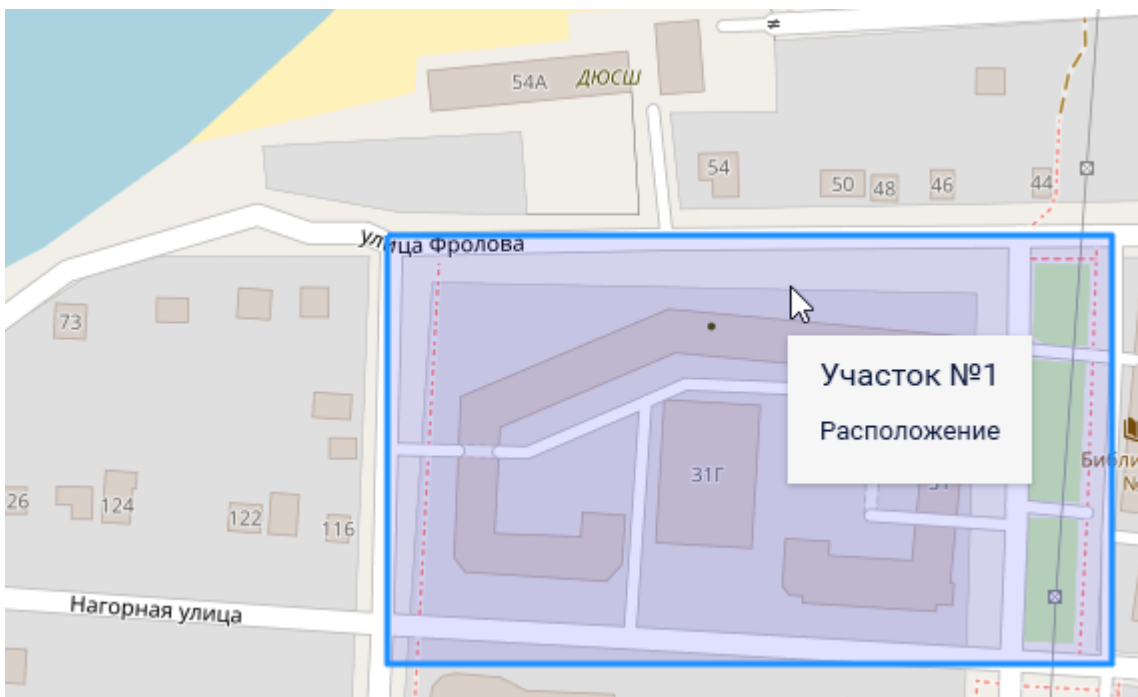 54А
ДЮСШ
54
50
48
46
44
улица Фролова
73
Участок №1
Расположение
31Г
26
124
122
116
Нагорная улица